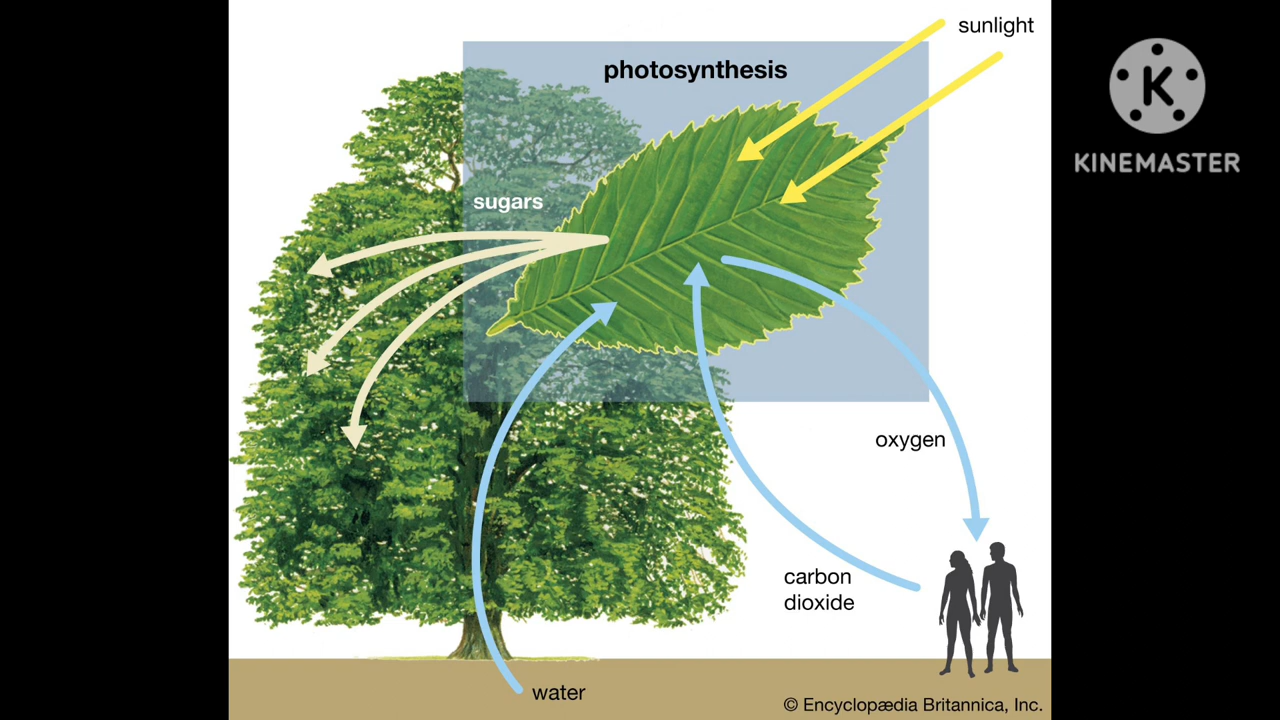 sunlight
photosynthesis
K
KINEMASTER
sugars
oxygen
carbon
dioxide
water
© Encyclopædia Britannica, Inc.